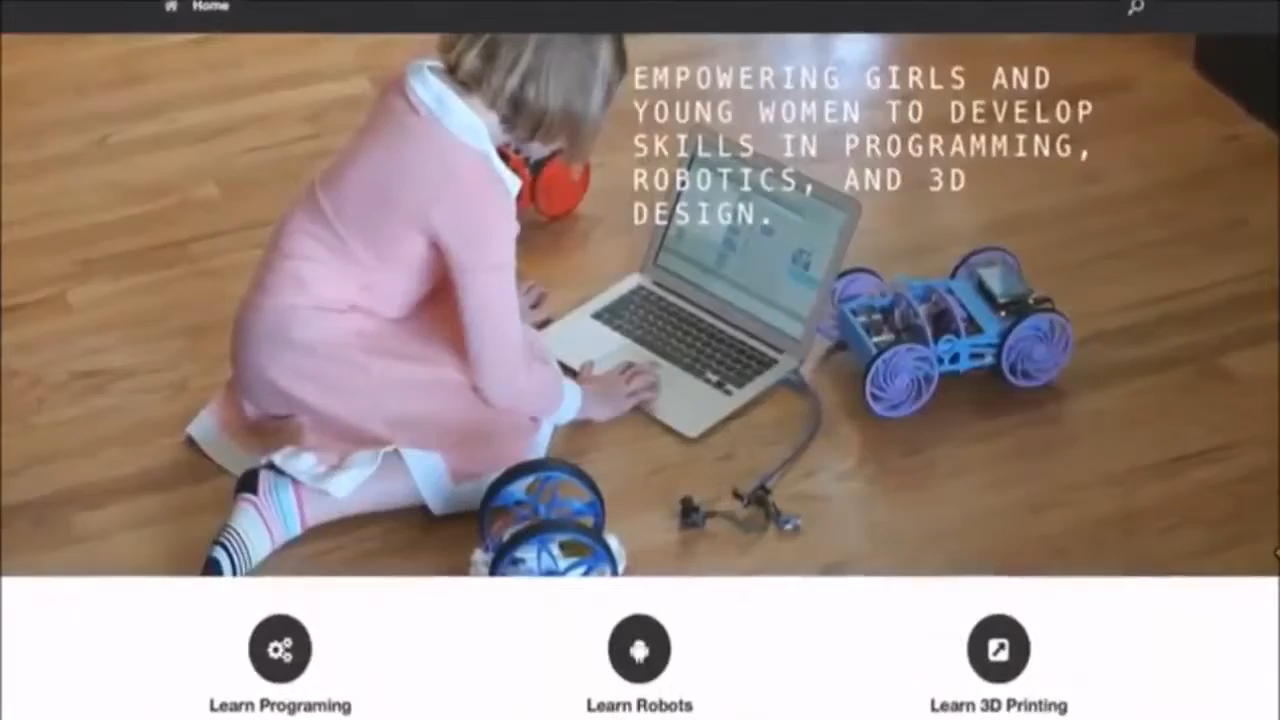 Home
EMPOWERING GIRLS AND
YOUNG WOMEN TO DEVELOP
SKILLS IN PROGRAMMING,
ROBOTICS, AND 3D
DESIGN.
Learn Programing
Learn Robots
Learn 3D Printing